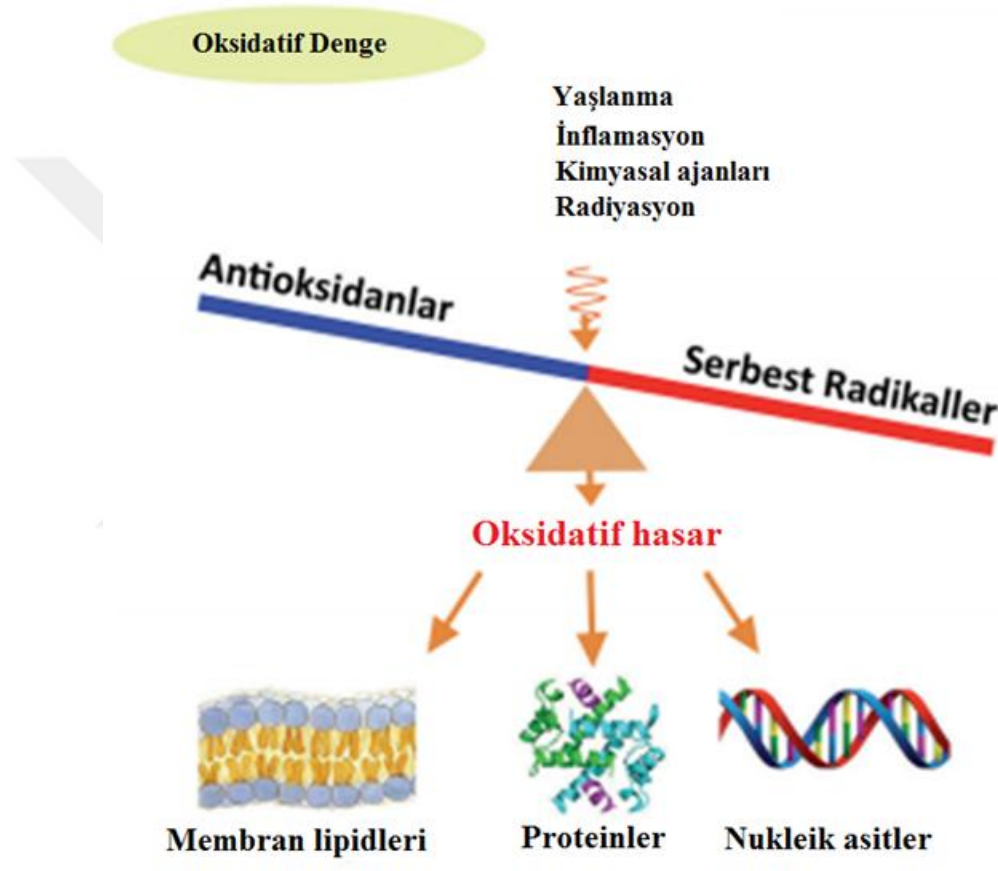 Oksidatif Denge
Yaşlanma
İnflamasyon
Kimyasal ajanları
Radiyasyon
Antioksidanlar
Serbest Radikaller
Oksidatif hasar
Membran lipidleri
Proteinler
Nukleik asitler